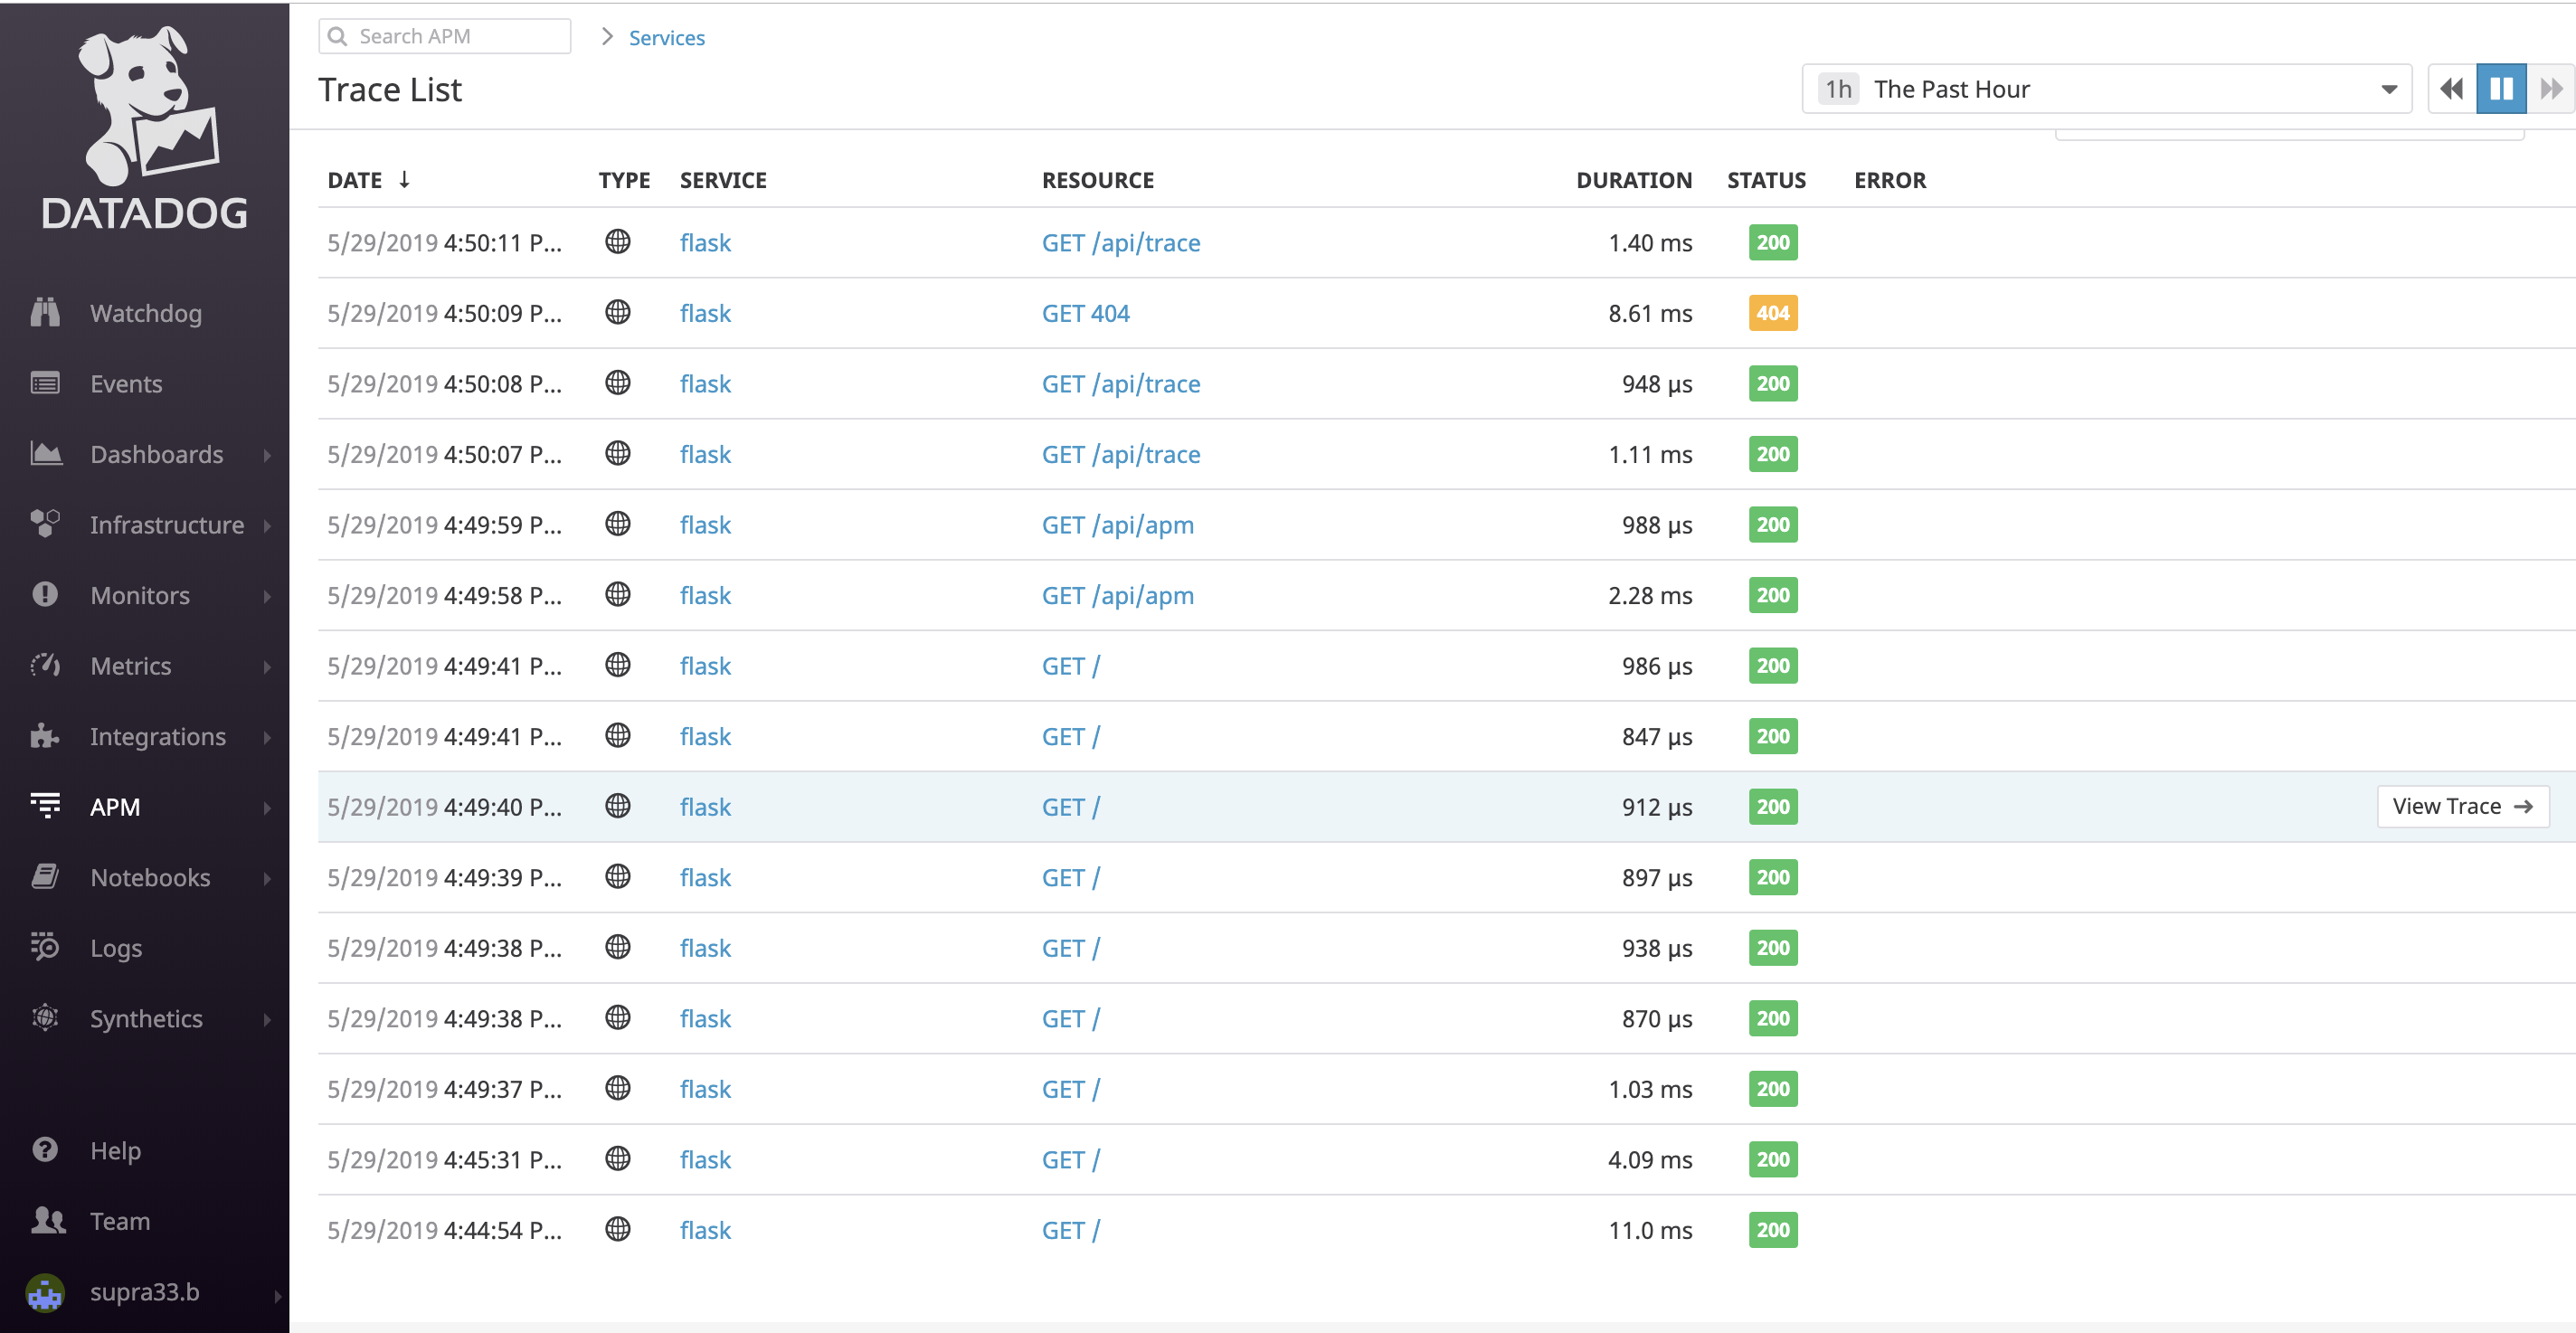 Search APM
Services
Trace List
1h The Past Hour
DATADOG
Watchdog
Events
Dashboards
Infrastructure
Monitors
Metrics
Integrations
APM
Notebooks
Logs
Synthetics
Help
Team
supra33.b
DATE ↓ TYPE SERVICE RESOURCE DURATION STATUS ERROR
5/29/2019 4:50:11 P... flask GET /api/trace 1.40 ms 200
5/29/2019 4:50:09 P... flask GET 404 8.61 ms 404
5/29/2019 4:50:08 P... flask GET /api/trace 948 µs 200
5/29/2019 4:50:07 P... flask GET /api/trace 1.11 ms 200
5/29/2019 4:49:59 P... flask GET /api/apm 988 µs 200
5/29/2019 4:49:58 P... flask GET /api/apm 2.28 ms 200
5/29/2019 4:49:41 P... flask GET / 986 µs 200
5/29/2019 4:49:41 P... flask GET / 847 µs 200
5/29/2019 4:49:40 P... flask GET / 912 µs 200 View Trace →
5/29/2019 4:49:39 P... flask GET / 897 µs 200
5/29/2019 4:49:38 P... flask GET / 938 µs 200
5/29/2019 4:49:38 P... flask GET / 870 µs 200
5/29/2019 4:49:37 P... flask GET / 1.03 ms 200
5/29/2019 4:45:31 P... flask GET / 4.09 ms 200
5/29/2019 4:44:54 P... flask GET / 11.0 ms 200